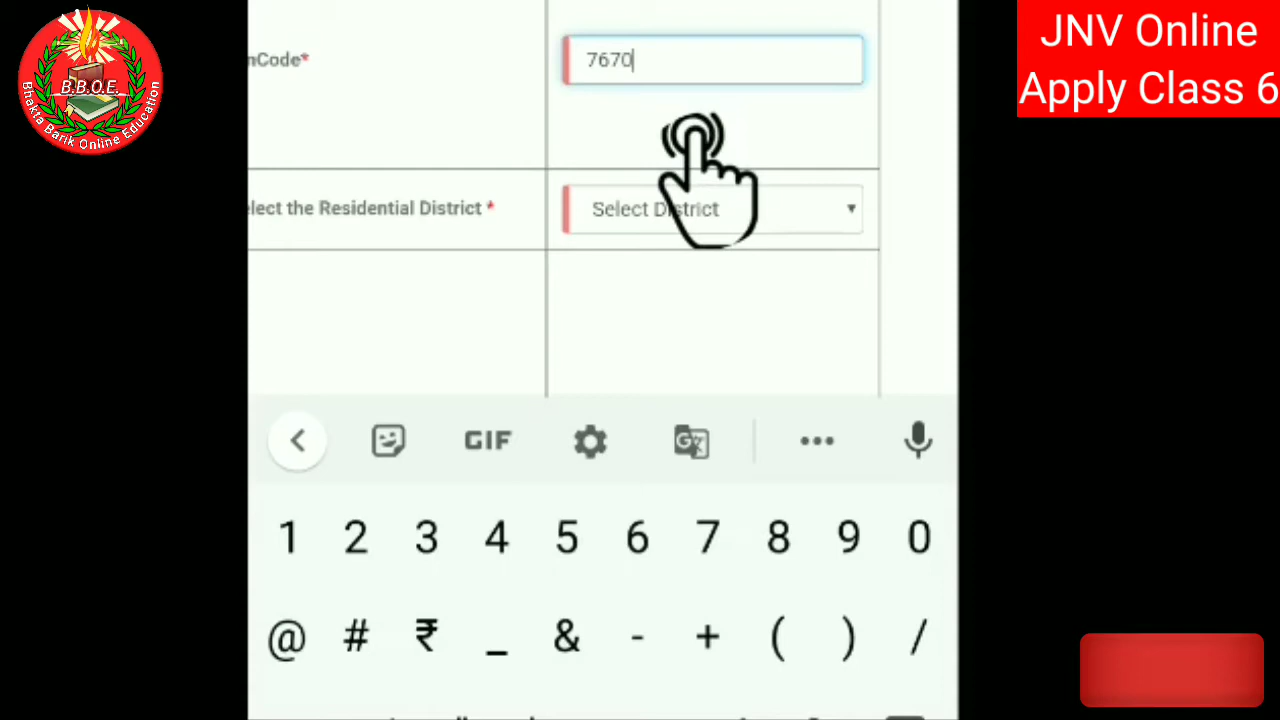 JNV Online
Apply Class 6
B.B.O.E.
Bhakta Barik Online Education
nCode*
7670
elect the Residential District *
Select District
GIF
1 2 3 4 5 6 7 8 9 0
@ # ₹ _ & - + ( ) /